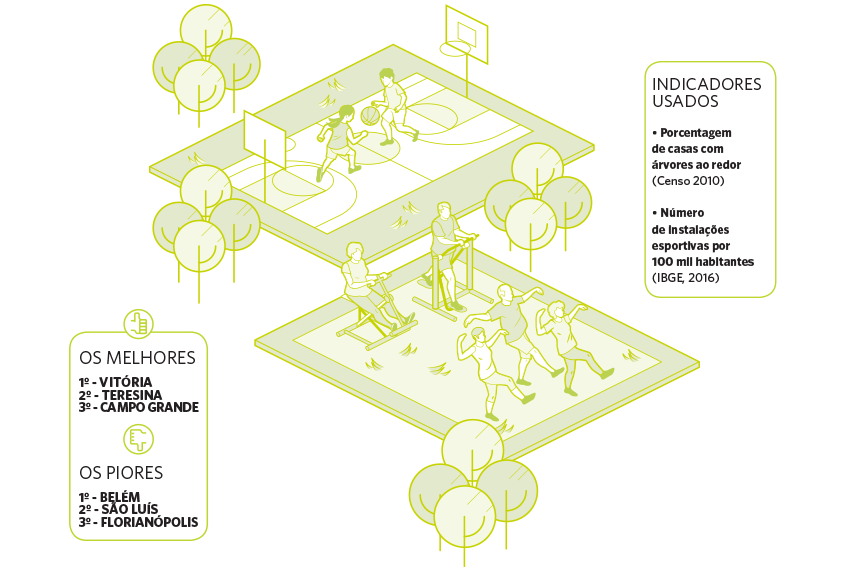 INDICADORES
USADOS
• Porcentagem
de casas com
árvores ao redor
(Censo 2010)
• Número
de instalações
esportivas por
100 mil habitantes
(IBGE, 2016)
OS MELHORES
1º - VITÓRIA
2º - TERESINA
3º - CAMPO GRANDE
OS PIORES
1º - BELÉM
2º - SÃO LUÍS
3º - FLORIANÓPOLIS